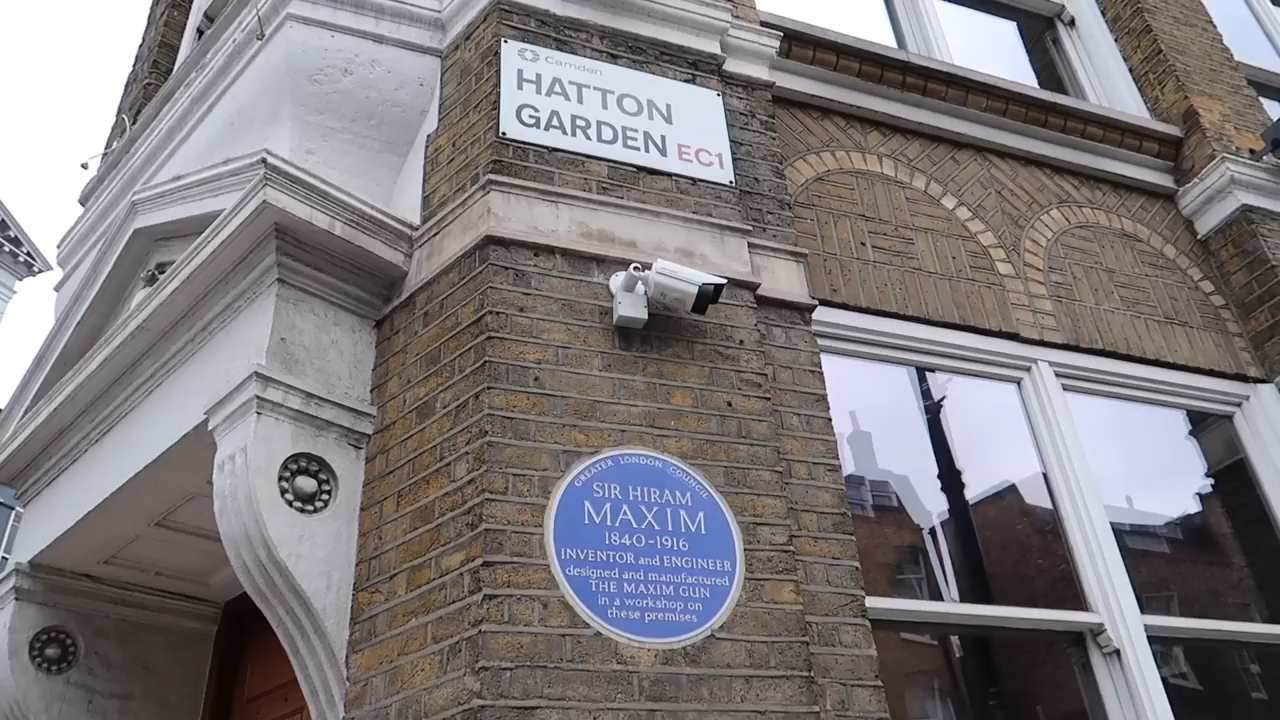 Camden
HATTON
GARDEN EC1
GREATER LONDON COUNCIL
SIR HIRAM
MAXIM
1840-1916
INVENTOR and ENGINEER
designed and manufactured
THE MAXIM GUN
in a workshop on
these premises